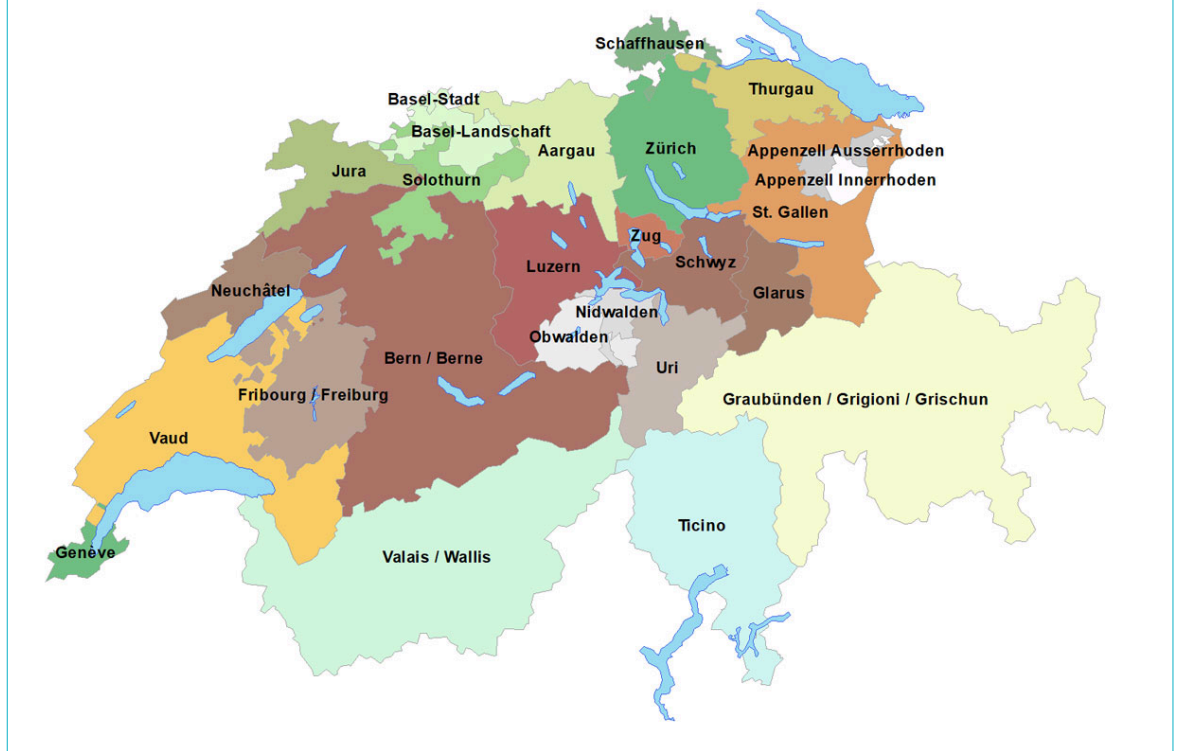 Schaffhausen
Thurgau
Basel-Stadt
Basel-Landschaft
Aargau
Zürich
Appenzell Ausserrhoden
Jura
Solothurn
Appenzell Innerrhoden
St. Gallen
Zug
Luzern
Schwyz
Neuchâtel
Glarus
Nidwalden
Obwalden
Bern / Berne
Uri
Fribourg / Freiburg
Graubünden / Grigioni / Grischun
Vaud
Ticino
Genève
Valais / Wallis